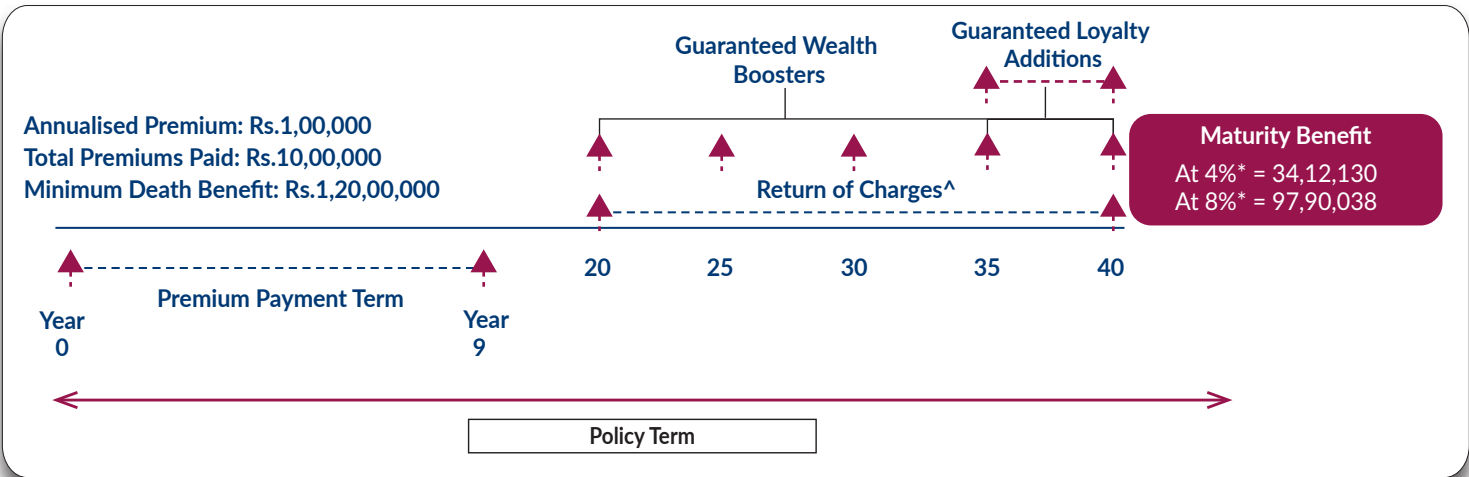 Guaranteed Wealth
Boosters
Guaranteed Loyalty
Additions
Annualised Premium: Rs.1,00,000
Total Premiums Paid: Rs.10,00,000
Minimum Death Benefit: Rs.1,20,00,000
Maturity Benefit
At 4%* = 34,12,130
At 8%* = 97,90,038
Return of Charges^
20 25 30 35 40
Premium Payment Term
Year
0
Year
9
Policy Term